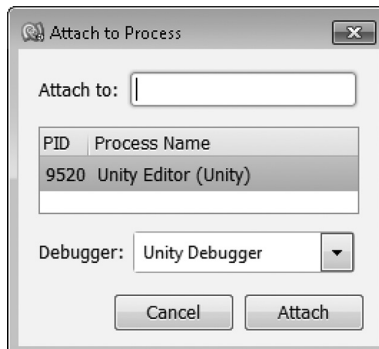 Attach to Process
Attach to:
PID Process Name
9520 Unity Editor (Unity)
Debugger: Unity Debugger
Cancel Attach